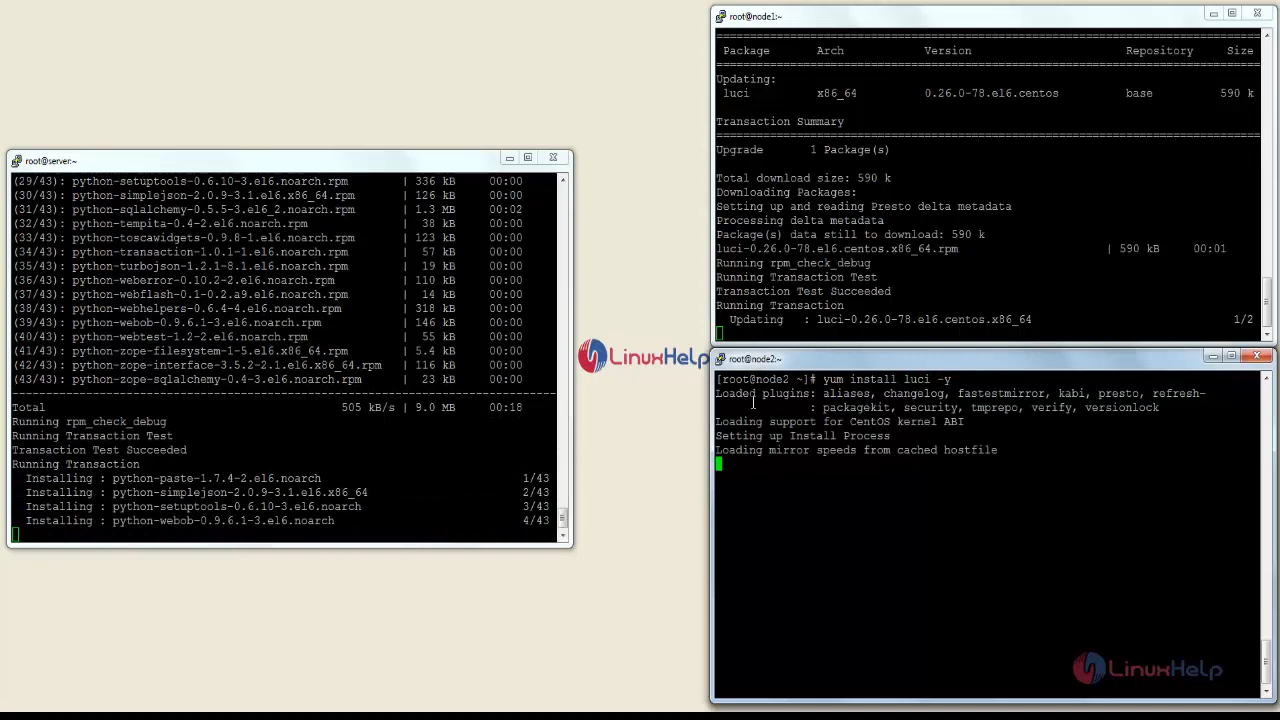 root@server:~
(29/43): python-setuptools-0.6.10-3.el6.noarch.rpm | 336 kB 00:00
(30/43): python-simplejson-2.0.9-3.1.el6.x86_64.rpm | 126 kB 00:00
(31/43): python-sqlalchemy-0.5.5-3.el6_2.noarch.rpm | 1.3 MB 00:02
(32/43): python-tempita-0.4-2.el6.noarch.rpm | 38 kB 00:00
(33/43): python-toscawidgets-0.9.8-1.el6.noarch.rpm | 123 kB 00:00
(34/43): python-transaction-1.0.1-1.el6.noarch.rpm | 57 kB 00:00
(35/43): python-turbojson-1.2.1-8.1.el6.noarch.rpm | 19 kB 00:00
(36/43): python-weberror-0.10.2-2.el6.noarch.rpm | 110 kB 00:00
(37/43): python-webflash-0.1-0.2.a9.el6.noarch.rpm | 14 kB 00:00
(38/43): python-webhelpers-0.6.4-4.el6.noarch.rpm | 318 kB 00:00
(39/43): python-webob-0.9.6.1-3.el6.noarch.rpm | 146 kB 00:00
(40/43): python-webtest-1.2-2.el6.noarch.rpm | 55 kB 00:00
(41/43): python-zope-filesystem-1-5.el6.x86_64.rpm | 5.4 kB 00:00
(42/43): python-zope-interface-3.5.2-2.1.el6.x86_64.rpm | 116 kB 00:00
(43/43): python-zope-sqlalchemy-0.4-3.el6.noarch.rpm | 23 kB 00:00
--------------------------------------------------------------------------------
Total 505 kB/s | 9.0 MB 00:18
Running rpm_check_debug
Running Transaction Test
Transaction Test Succeeded
Running Transaction
Installing : python-paste-1.7.4-2.el6.noarch 1/43
Installing : python-simplejson-2.0.9-3.1.el6.x86_64 2/43
Installing : python-setuptools-0.6.10-3.el6.noarch 3/43
Installing : python-webob-0.9.6.1-3.el6.noarch 4/43
LinuxHelp
root@node1:~
================================================================================
Package Arch Version Repository Size
================================================================================
Updating:
luci x86_64 0.26.0-78.el6.centos base 590 k
Transaction Summary
================================================================================
Upgrade 1 Package(s)
Total download size: 590 k
Downloading Packages:
Setting up and reading Presto delta metadata
Processing delta metadata
Package(s) data still to download: 590 k
luci-0.26.0-78.el6.centos.x86_64.rpm | 590 kB 00:01
Running rpm_check_debug
Running Transaction Test
Transaction Test Succeeded
Running Transaction
Updating : luci-0.26.0-78.el6.centos.x86_64 1/2
root@node2:~
[root@node2 ~]# yum install luci -y
Loaded plugins: aliases, changelog, fastestmirror, kabi, presto, refresh-
: packagekit, security, tmprepo, verify, versionlock
Loading support for CentOS kernel ABI
Setting up Install Process
Loading mirror speeds from cached hostfile
LinuxHelp